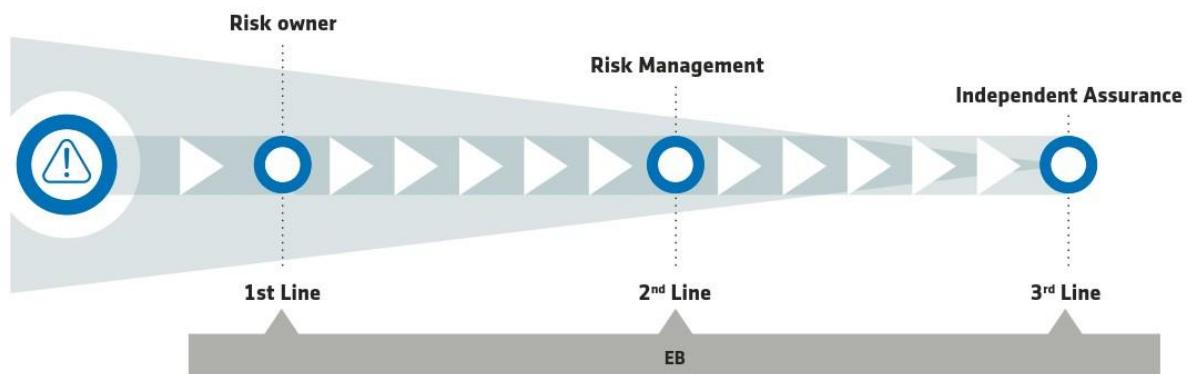 Risk owner
Risk Management
Independent Assurance
!
1st Line
2nd Line
3rd Line
EB